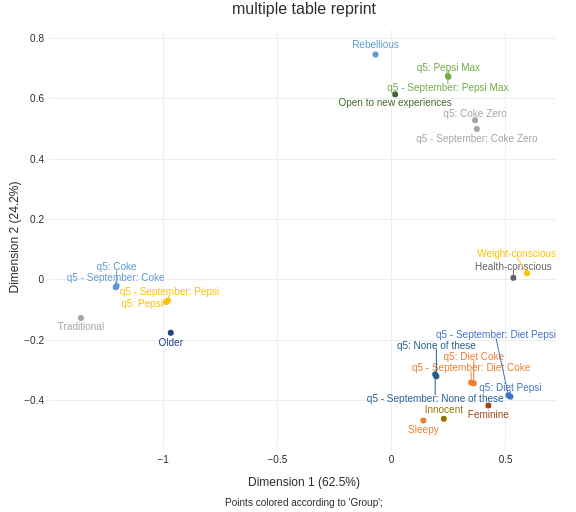 multiple table reprint
0.8
Rebellious
q5: Pepsi Max
q5 - September: Pepsi Max
0.6
Open to new experiences
q5: Coke Zero
q5 - September: Coke Zero
0.4
Dimension 2 (24.2%)
0.2
Weight-conscious
q5: Coke
Health-conscious
q5 - September: Coke
0
q5 - September: Pepsi
q5: Pepsi
Traditional
q5 - September: Diet Pepsi
Older
q5: None of these
−0.2
q5: Diet Coke
q5 - September: Diet Coke
q5: Diet Pepsi
q5 - September: None of these
−0.4
Innocent
Feminine
Sleepy
−1
−0.5
0
0.5
Dimension 1 (62.5%)
Points colored according to 'Group';